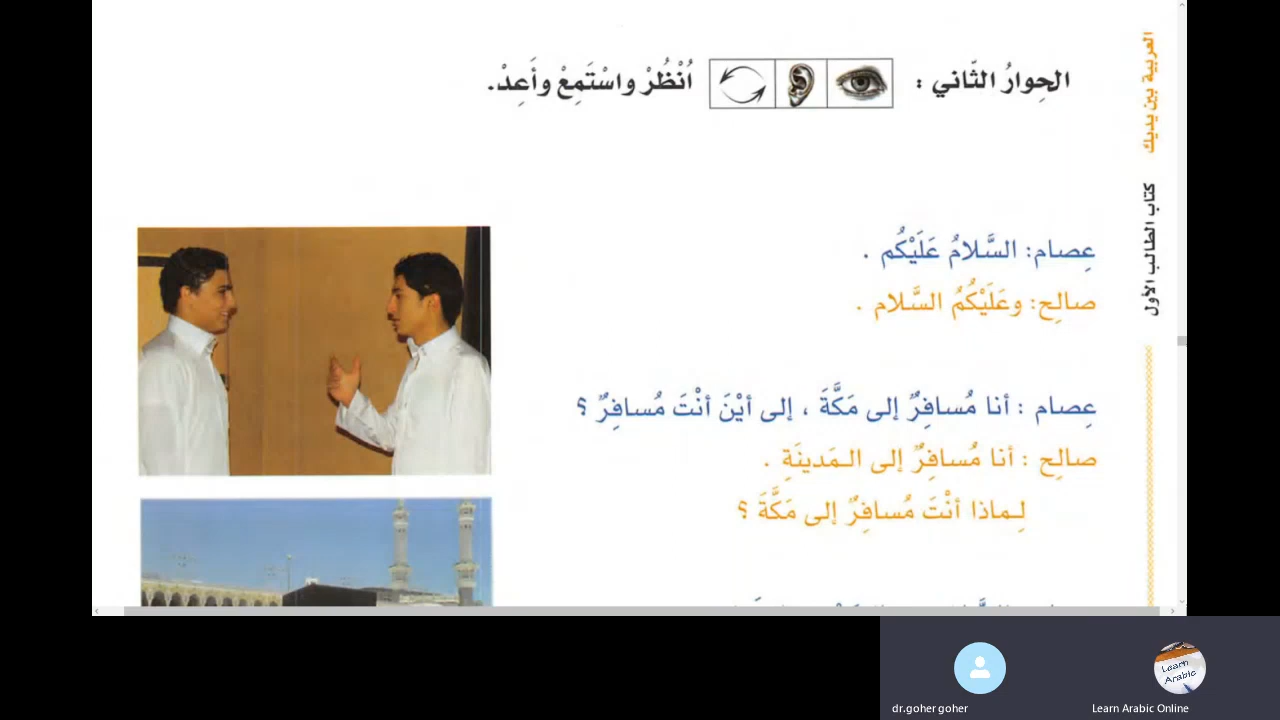 الحِوارُ الثّاني :
اُنْظُرْ واسْتَمِعْ وأَعِدْ.
العربية بين يديك
كتاب الطالب الأول
عِصام: السَّلامُ عَلَيْكُم .
صالِح: وعَلَيْكُمُ السَّلام .
عِصام : أنا مُسافِرٌ إلى مَكَّةَ ، إلى أيْنَ أنْتَ مُسافِرٌ ؟
صالِح : أنا مُسافِرٌ إلى الـمَدينَةِ .
لِـماذا أنْتَ مُسافِرٌ إلى مَكَّةَ ؟
dr.goher goher
Learn Arabic
Learn Arabic Online